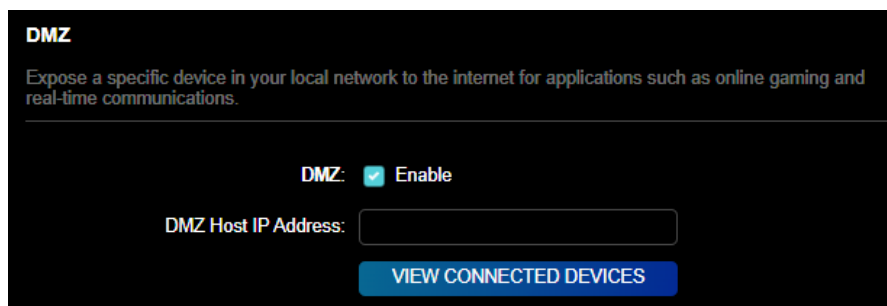 DMZ
Expose a specific device in your local network to the internet for applications such as online gaming and
real-time communications.
DMZ: Enable
DMZ Host IP Address:
VIEW CONNECTED DEVICES